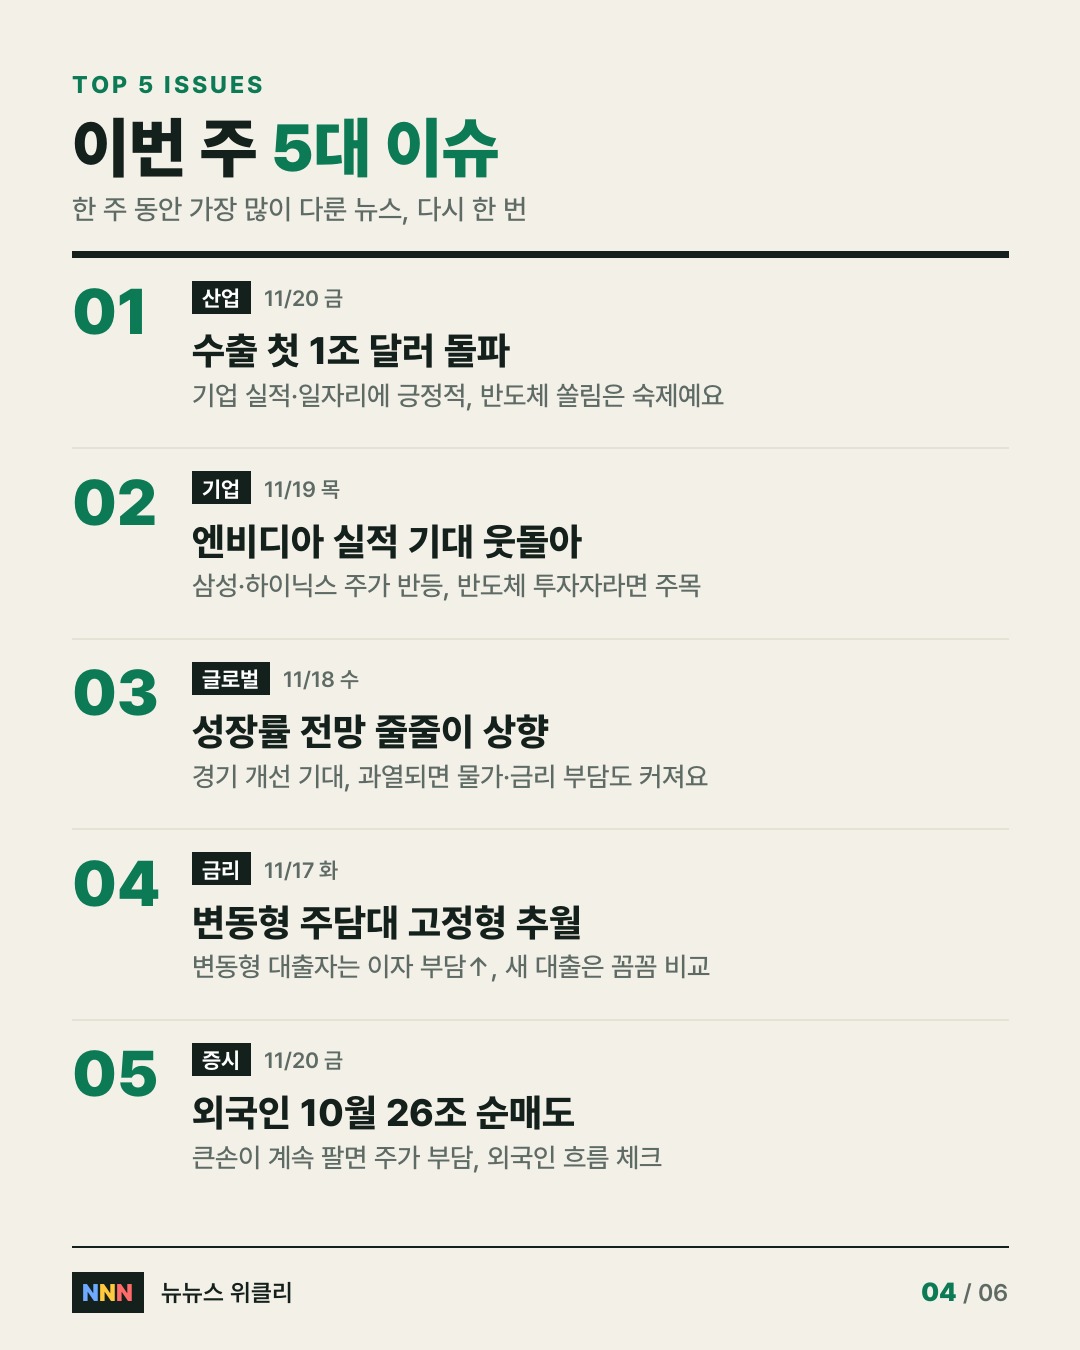 TOP 5 ISSUES
이번 주 5대 이슈
한 주 동안 가장 많이 다룬 뉴스, 다시 한 번
01
산업 11/20 금
수출 첫 1조 달러 돌파
기업 실적·일자리에 긍정적, 반도체 쏠림은 숙제예요
02
기업 11/19 목
엔비디아 실적 기대 웃돌아
삼성·하이닉스 주가 반등, 반도체 투자자라면 주목
03
글로벌 11/18 수
성장률 전망 줄줄이 상향
경기 개선 기대, 과열되면 물가·금리 부담도 커져요
04
금리 11/17 화
변동형 주담대 고정형 추월
변동형 대출자는 이자 부담↑, 새 대출은 꼼꼼 비교
05
증시 11/20 금
외국인 10월 26조 순매도
큰손이 계속 팔면 주가 부담, 외국인 흐름 체크
NNN 뉴뉴스 위클리
04 / 06